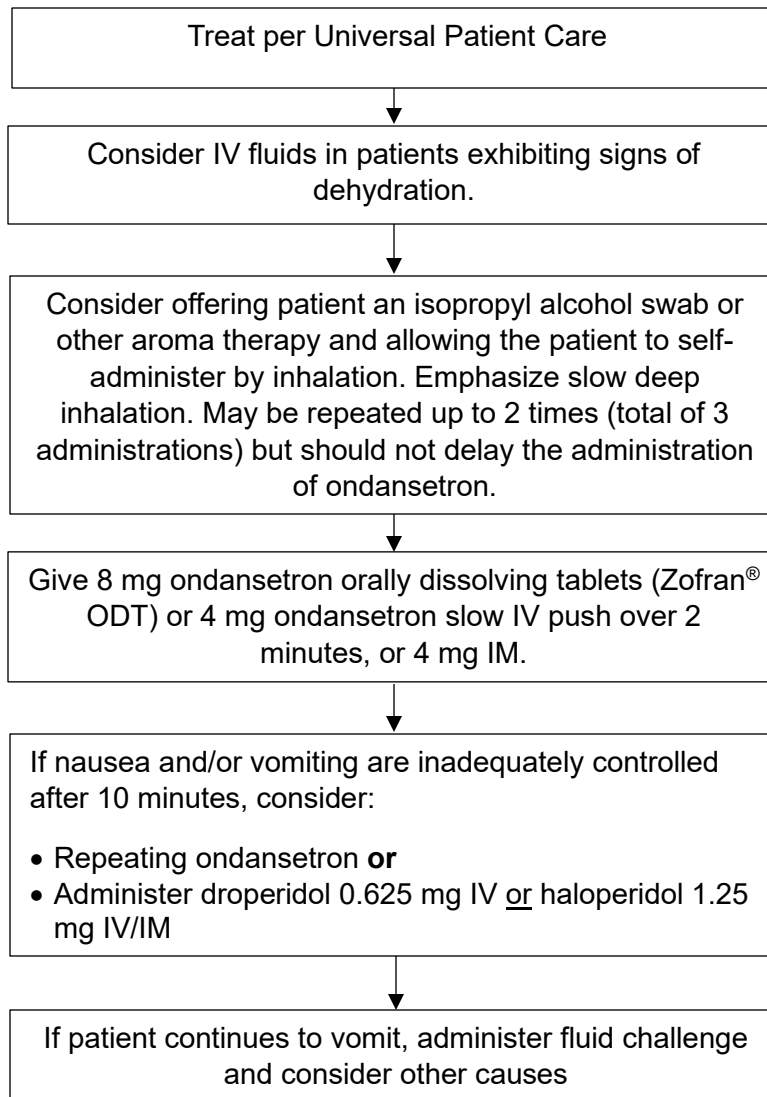 Treat per Universal Patient Care
Consider IV fluids in patients exhibiting signs of
dehydration.
Consider offering patient an isopropyl alcohol swab or
other aroma therapy and allowing the patient to self-
administer by inhalation. Emphasize slow deep
inhalation. May be repeated up to 2 times (total of 3
administrations) but should not delay the administration
of ondansetron.
Give 8 mg ondansetron orally dissolving tablets (Zofran®
ODT) or 4 mg ondansetron slow IV push over 2
minutes, or 4 mg IM.
If nausea and/or vomiting are inadequately controlled
after 10 minutes, consider:
• Repeating ondansetron or
• Administer droperidol 0.625 mg IV or haloperidol 1.25
mg IV/IM
If patient continues to vomit, administer fluid challenge
and consider other causes